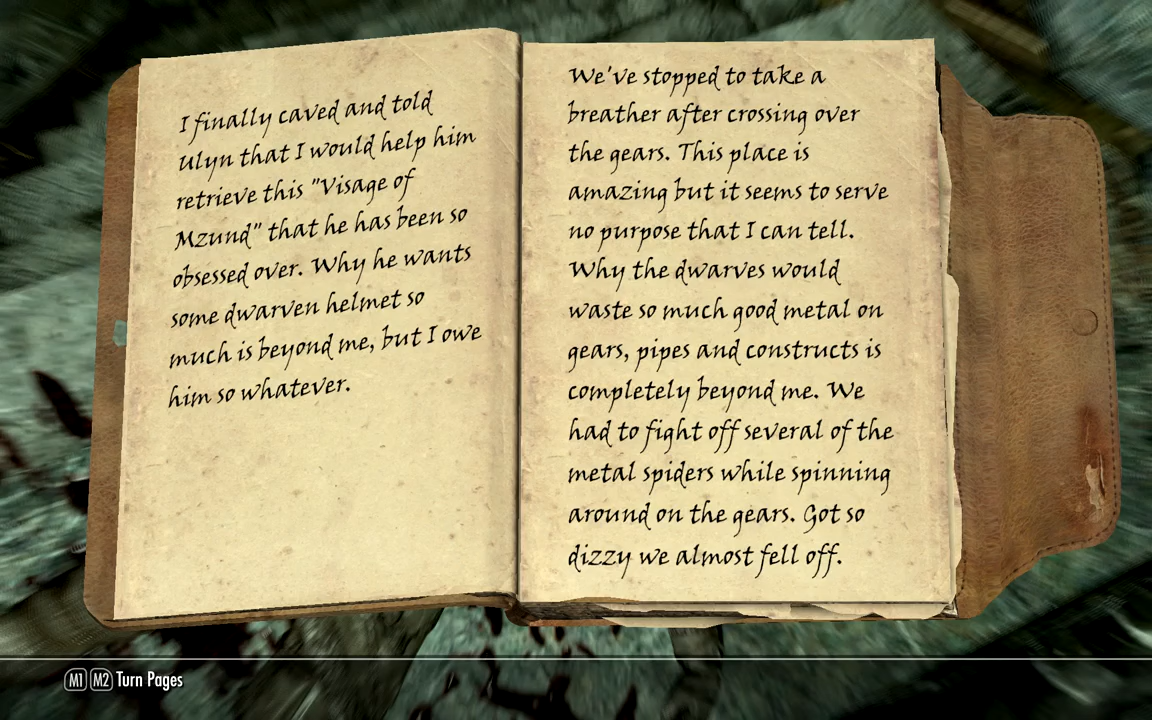 I finally caved and told
Ulyn that I would help him
retrieve this "Visage of
Mzund" that he has been so
obsessed over. Why he wants
some dwarven helmet so
much is beyond me, but I owe
him so whatever.
We've stopped to take a
breather after crossing over
the gears. This place is
amazing but it seems to serve
no purpose that I can tell.
Why the dwarves would
waste so much good metal on
gears, pipes and constructs is
completely beyond me. We
had to fight off several of the
metal spiders while spinning
around on the gears. Got so
dizzy we almost fell off.
M1 M2 Turn Pages